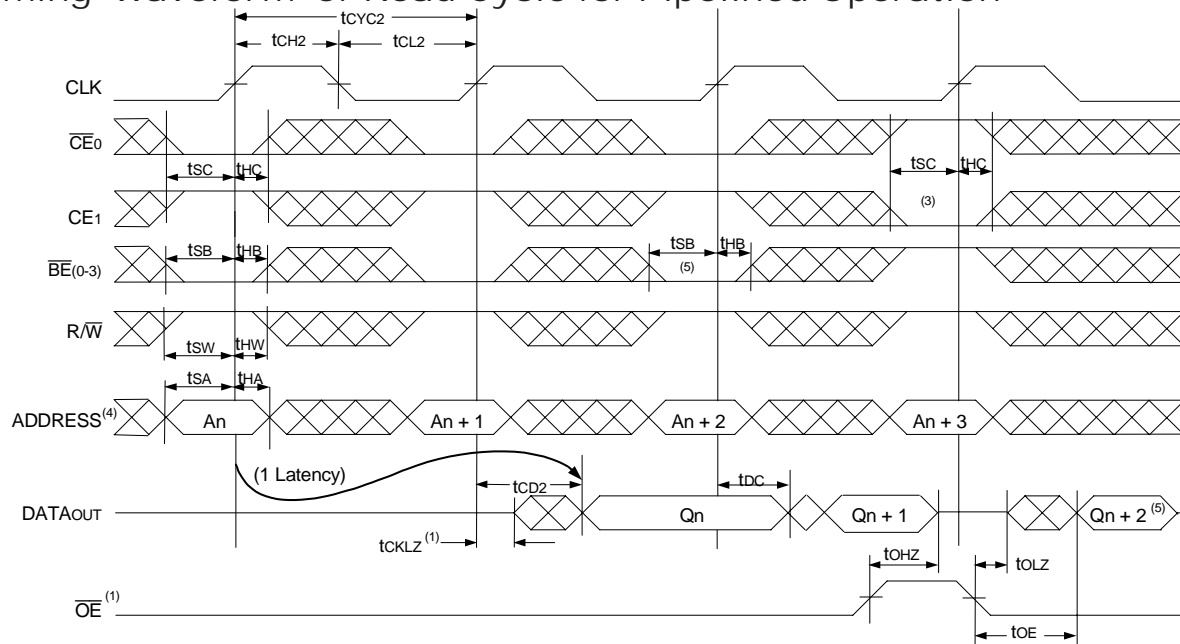 Timing Waveform of Read Cycle for Pipelined Operation
tCYC2
tCH2
tCL2
CLK
CE0
tSC
tHC
tSC
tHC
(3)
CE1
tSB
tHB
tSB
tHB
(5)
BE(0-3)
R/W
tSW
tHW
tSA
tHA
ADDRESS(4)
An
An + 1
An + 2
An + 3
(1 Latency)
tCD2
tDC
DATAOUT
Qn
Qn + 1
Qn + 2 (5)
tCKLZ (1)
tOHZ
tOLZ
OE (1)
tOE